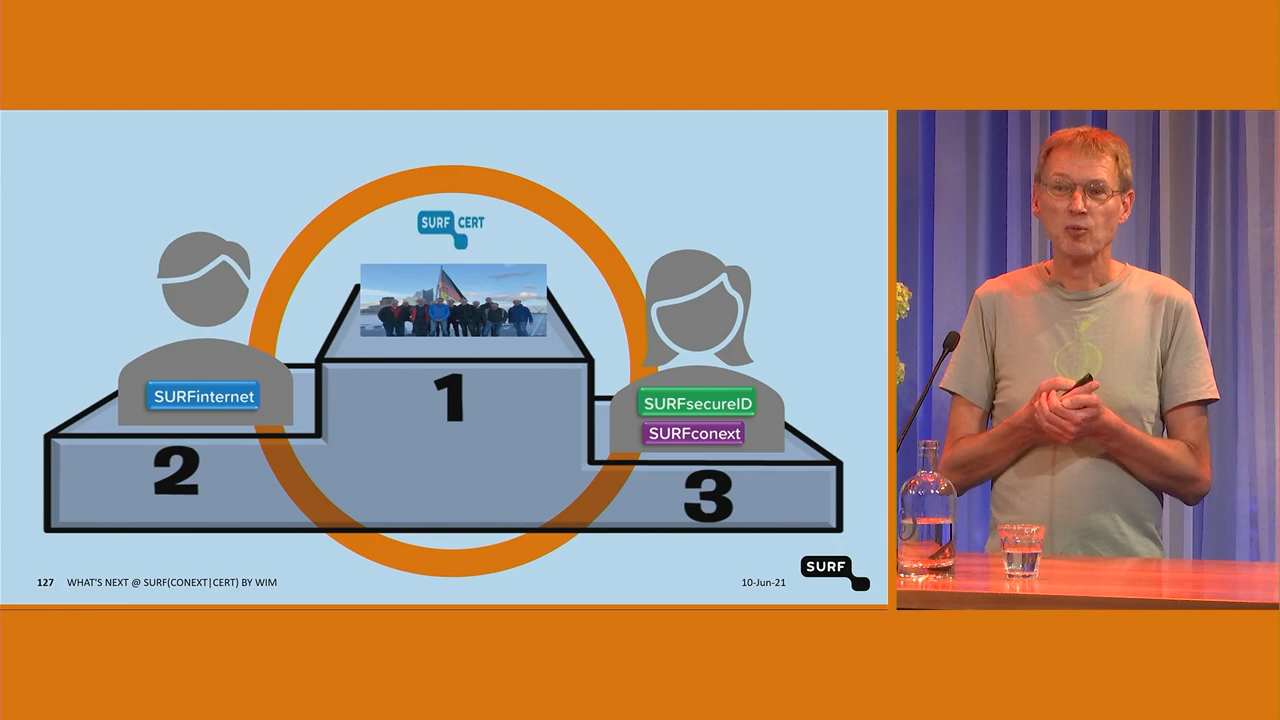 SURF CERT
SURFinternet
1
SURFsecureID
SURFconext
2
3
127 WHAT'S NEXT @ SURF(CONEXT|CERT) BY WIM
10-Jun-21
SURF